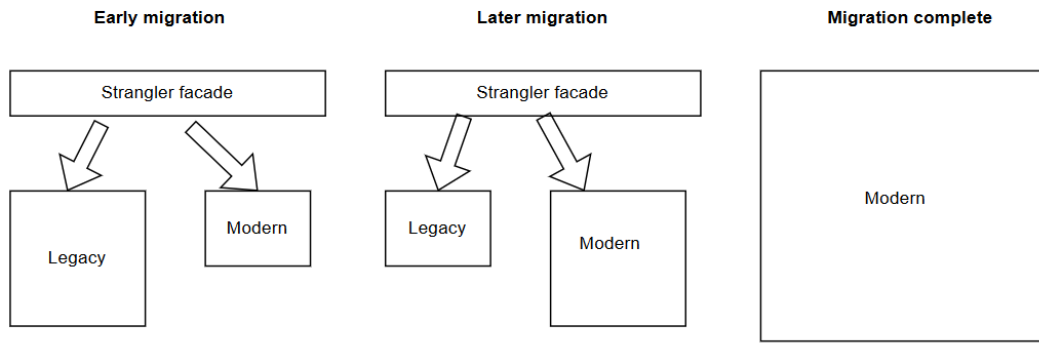 Early migration
Later migration
Migration complete
Strangler facade
Strangler facade
Legacy
Modern
Legacy
Modern
Modern